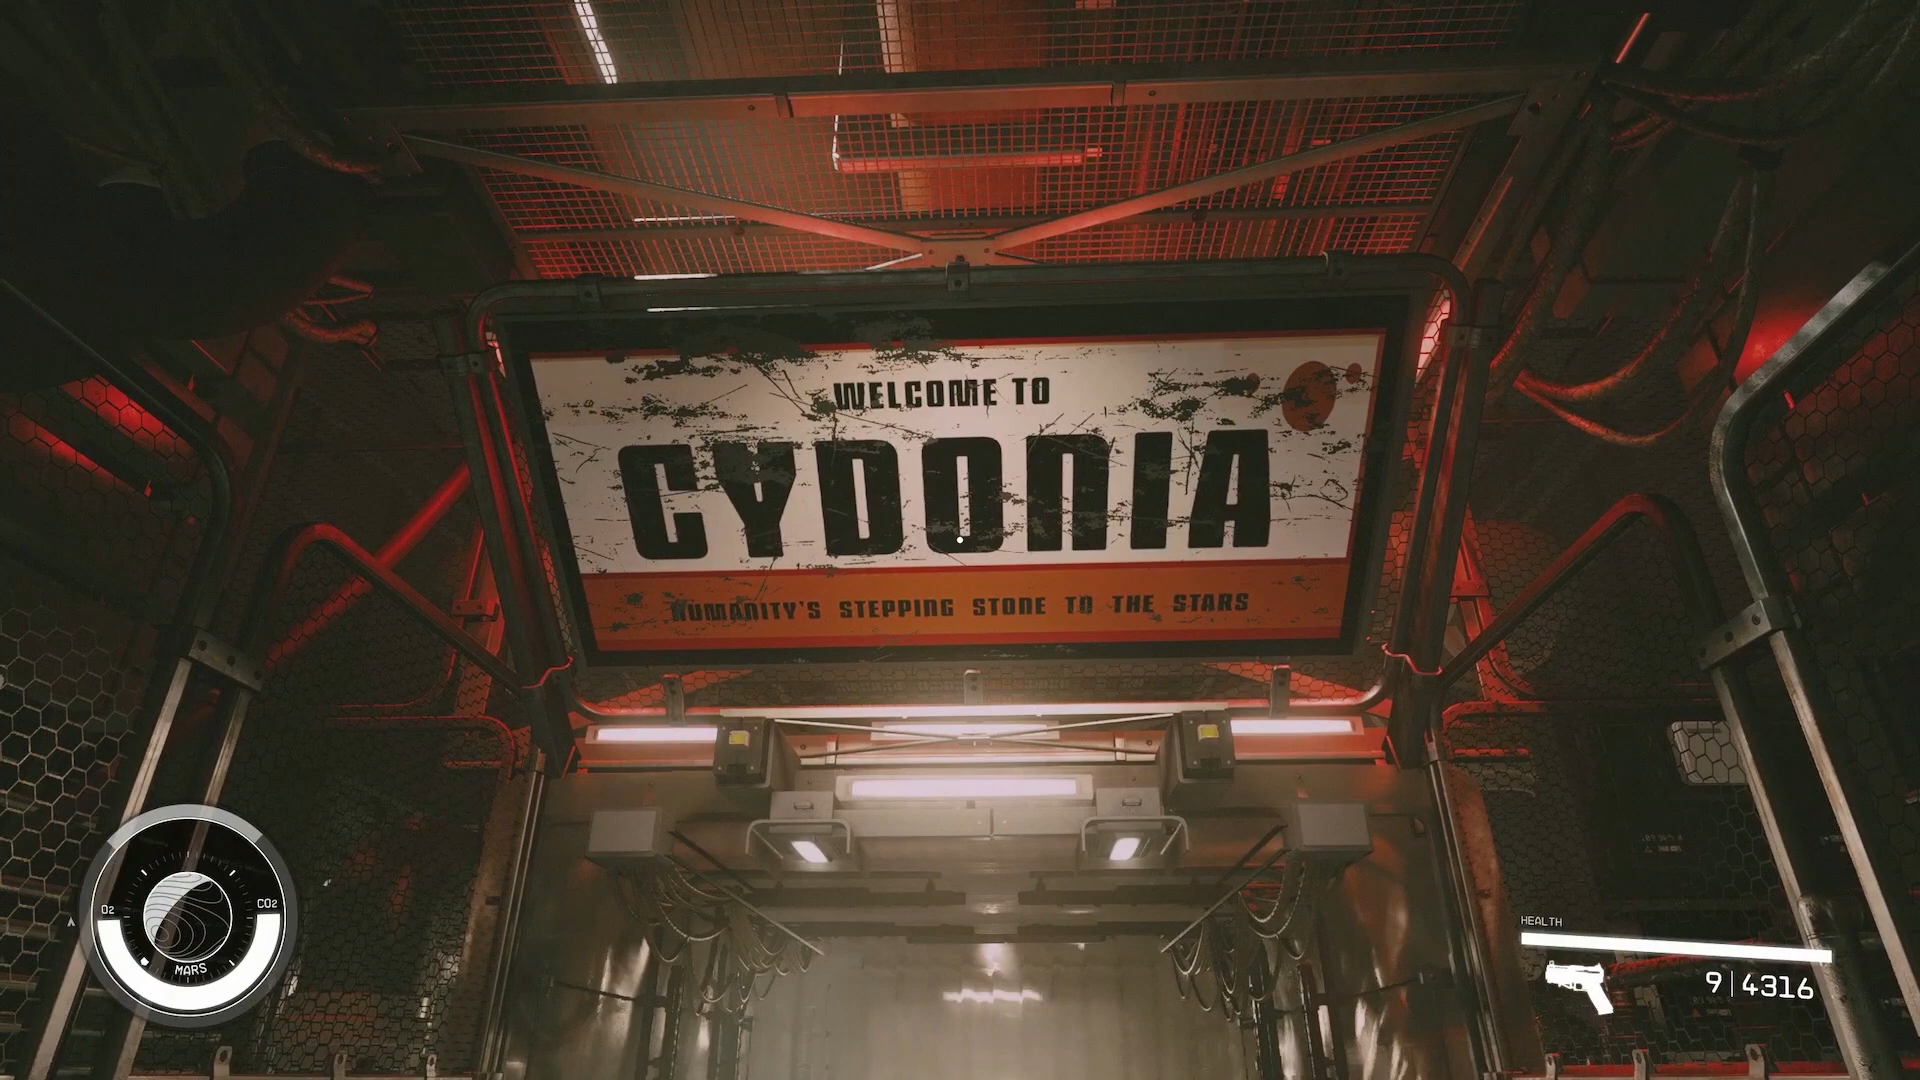 WELCOME TO
CYDONIA
HUMANITY'S STEPPING STONE TO THE STARS
O2
CO2
MARS
HEALTH
9 | 4316